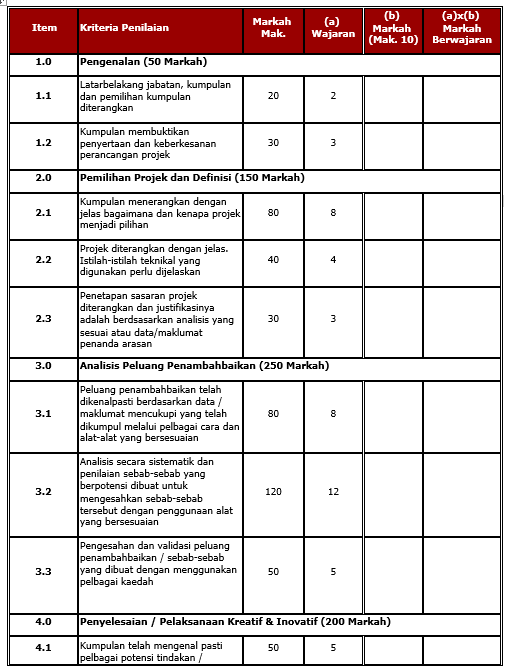 Item Kriteria Penilaian Markah Mak. (a) Wajaran (b) Markah (Mak. 10) (a)x(b) Markah Berwajaran
1.0 Pengenalan (50 Markah)
1.1 Latarbelakang jabatan, kumpulan
dan pemilihan kumpulan
diterangkan 20 2
1.2 Kumpulan membuktikan
penyertaan dan keberkesanan
perancangan projek 30 3
2.0 Pemilihan Projek dan Definisi (150 Markah)
2.1 Kumpulan menerangkan dengan
jelas bagaimana dan kenapa projek
menjadi pilihan 80 8
2.2 Projek diterangkan dengan jelas.
Istilah-istilah teknikal yang
digunakan perlu dijelaskan 40 4
2.3 Penetapan sasaran projek
diterangkan dan justifikasinya
adalah berdsasarkan analisis yang
sesuai atau data/maklumat
penanda arasan 30 3
3.0 Analisis Peluang Penambahbaikan (250 Markah)
3.1 Peluang penambahbaikan telah
dikenalpasti berdasarkan data /
maklumat mencukupi yang telah
dikumpul melalui pelbagai cara dan
alat-alat yang bersesuaian 80 8
3.2 Analisis secara sistematik dan
penilaian sebab-sebab yang
berpotensi dibuat untuk
mengesahkan sebab-sebab
tersebut dengan penggunaan alat
yang bersesuaian 120 12
3.3 Pengesahan dan validasi peluang
penambahbaikan / sebab-sebab
yang dibuat dengan menggunakan
pelbagai kaedah 50 5
4.0 Penyelesaian / Pelaksanaan Kreatif & Inovatif (200 Markah)
4.1 Kumpulan telah mengenal pasti
pelbagai potensi tindakan / 50 5